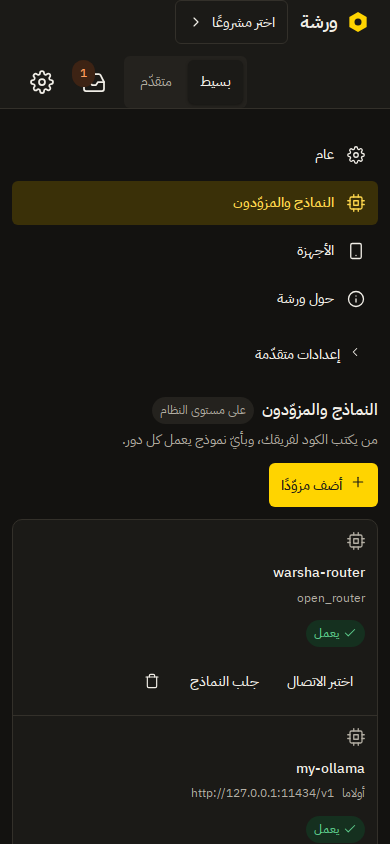 ورشة
اختر مشروعًا
بسيط
متقدّم
1
عام
النماذج والمزوّدون
الأجهزة
حول ورشة
إعدادات متقدّمة
النماذج والمزوّدون على مستوى النظام
من يكتب الكود لفريقك، وبأيّ نموذج يعمل كل دور.
أضف مزوّدًا
warsha-router
open_router
يعمل
اختبر الاتصال جلب النماذج
my-ollama
أولاما http://127.0.0.1:11434/v1
يعمل